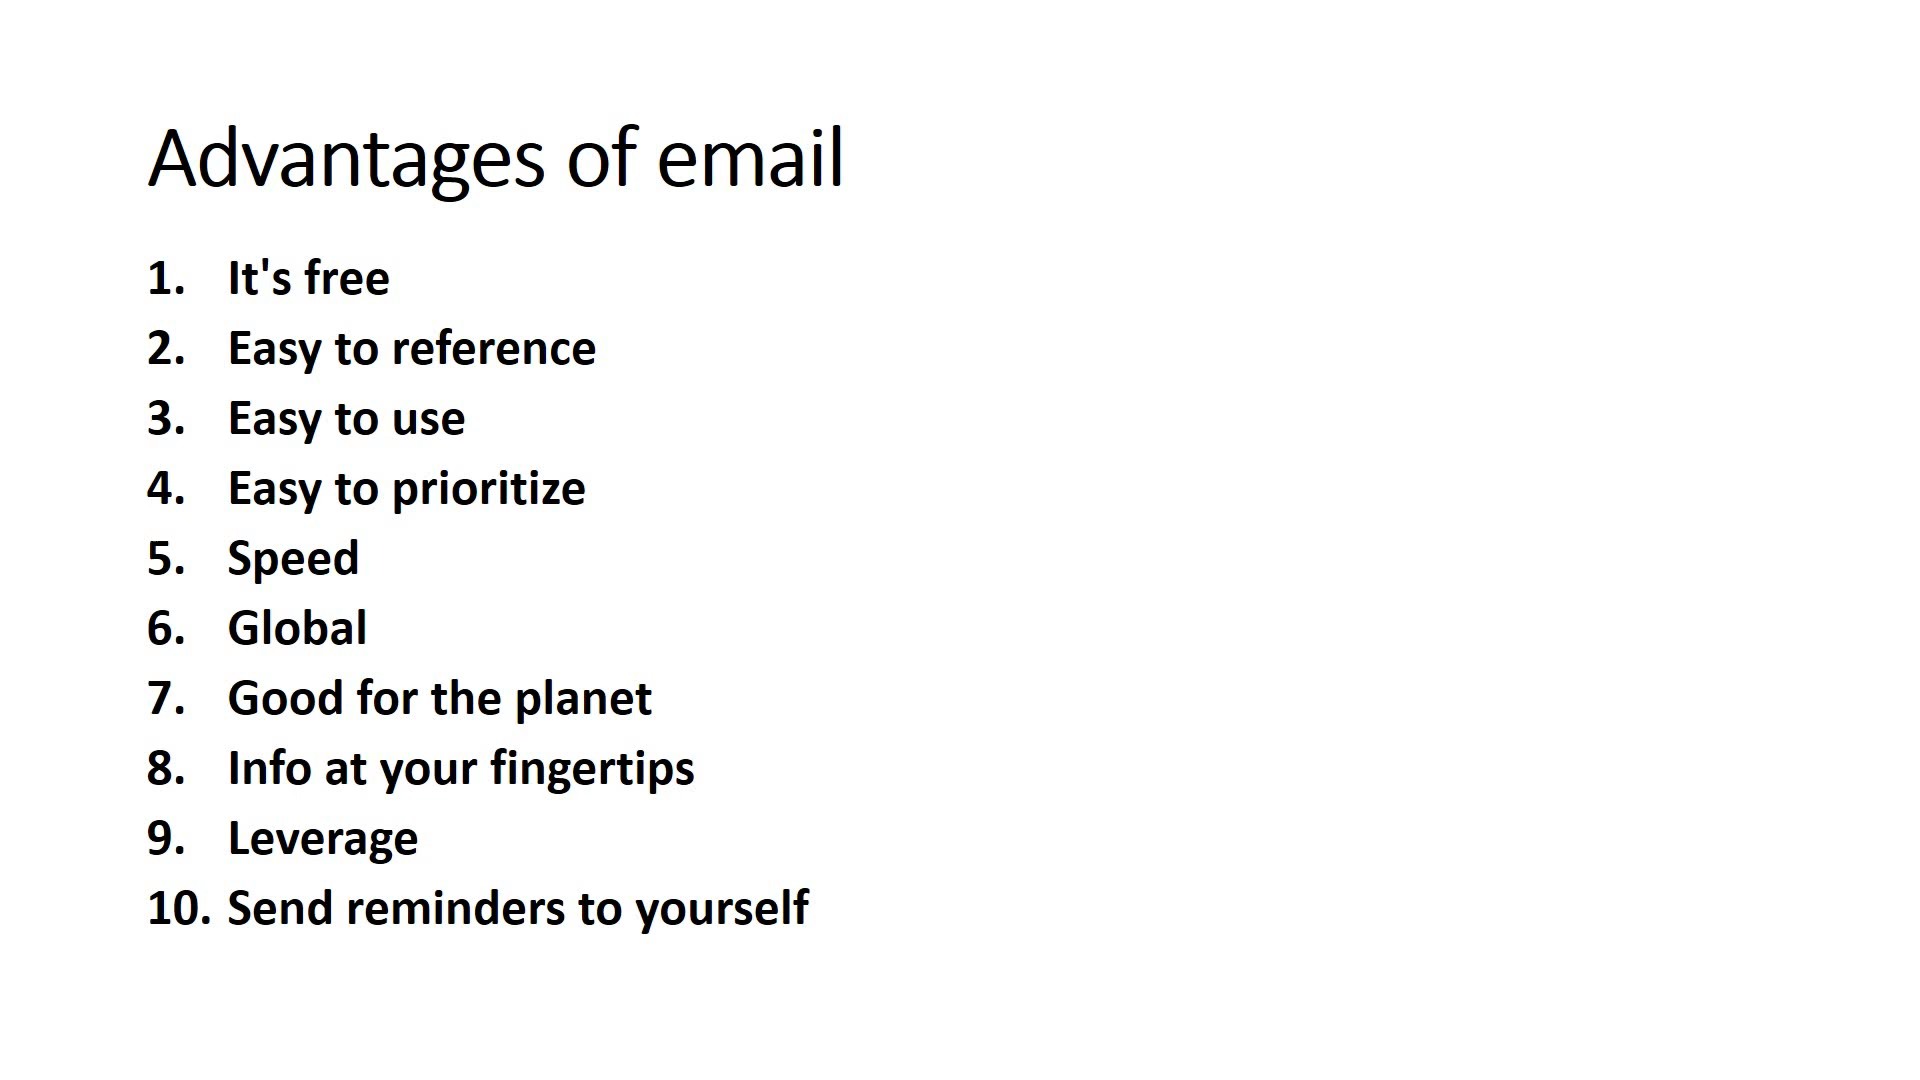 Advantages of email
1. It's free
2. Easy to reference
3. Easy to use
4. Easy to prioritize
5. Speed
6. Global
7. Good for the planet
8. Info at your fingertips
9. Leverage
10. Send reminders to yourself